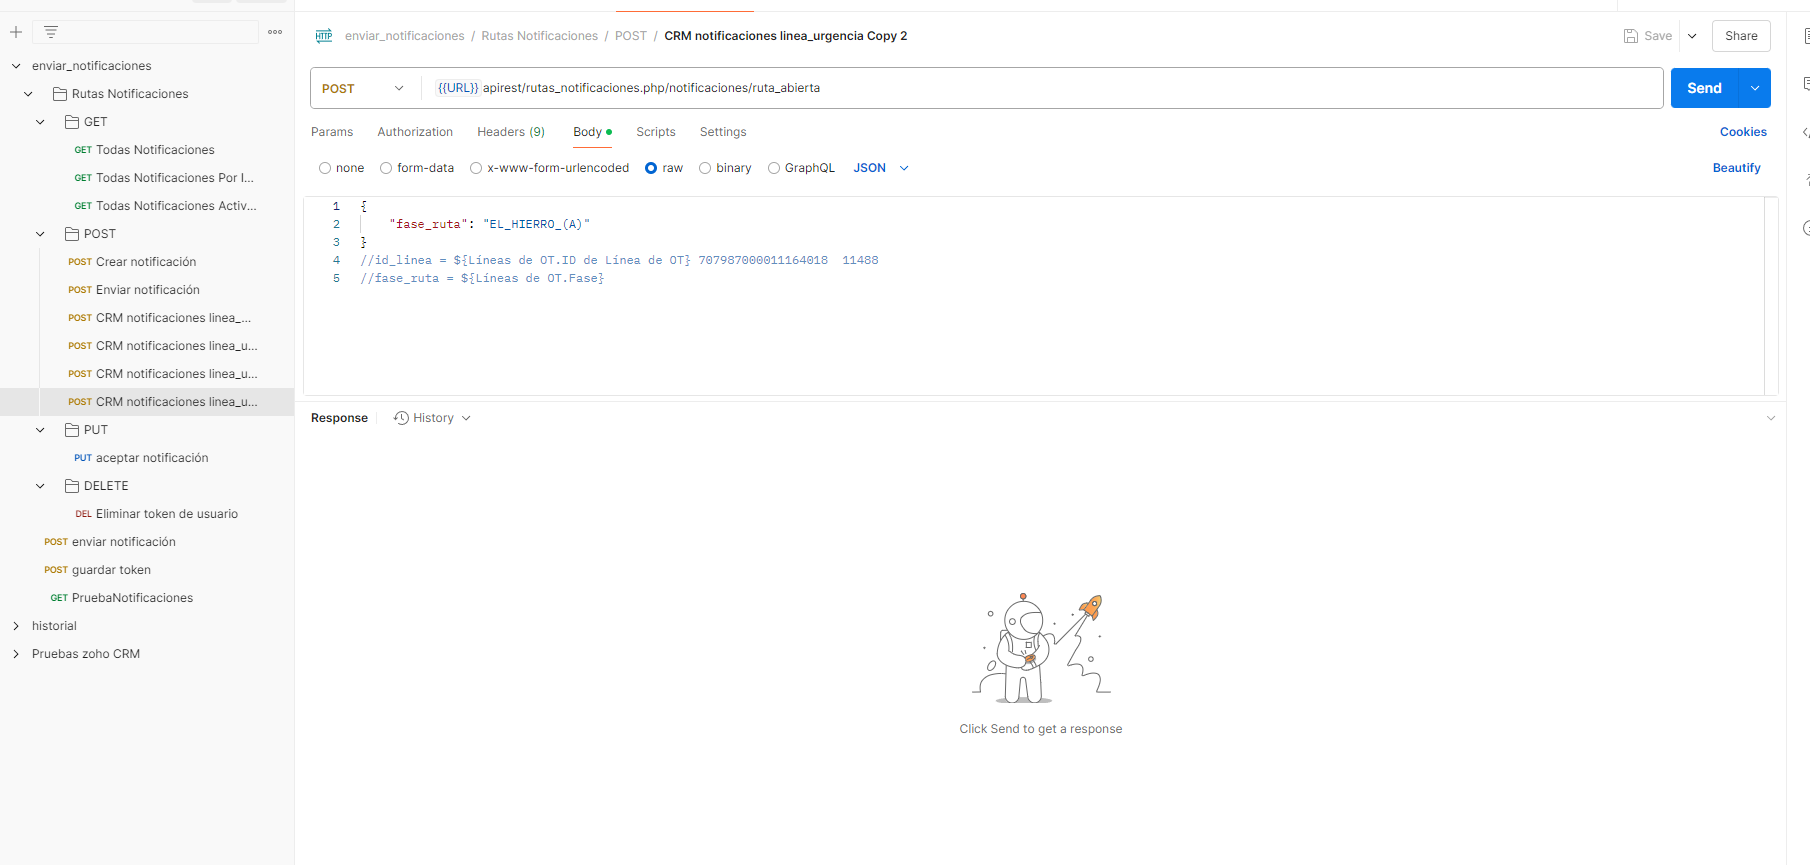 enviar_notificaciones
Rutas Notificaciones
GET
GET Todas Notificaciones
GET Todas Notificaciones Por I...
GET Todas Notificaciones Activ...
POST
POST Crear notificación
POST Enviar notificación
POST CRM notificaciones linea_...
POST CRM notificaciones linea_u...
POST CRM notificaciones linea_u...
POST CRM notificaciones linea_u...
PUT
PUT aceptar notificación
DELETE
DEL Eliminar token de usuario
POST enviar notificación
POST guardar token
GET PruebaNotificaciones
historial
Pruebas zoho CRM
HTTP enviar_notificaciones / Rutas Notificaciones / POST / CRM notificaciones linea_urgencia Copy 2
Save
Share
POST {{URL}} apirest/rutas_notificaciones.php/notificaciones/ruta_abierta
Send
Params Authorization Headers (9) Body Scripts Settings Cookies
none form-data x-www-form-urlencoded raw binary GraphQL JSON Beautify
1 {
2 "fase_ruta": "EL_HIERRO_(A)"
3 }
4 //id_linea = ${Líneas de OT.ID de Línea de OT} 707987000011164018 11488
5 //fase_ruta = ${Líneas de OT.Fase}
Response History
Click Send to get a response